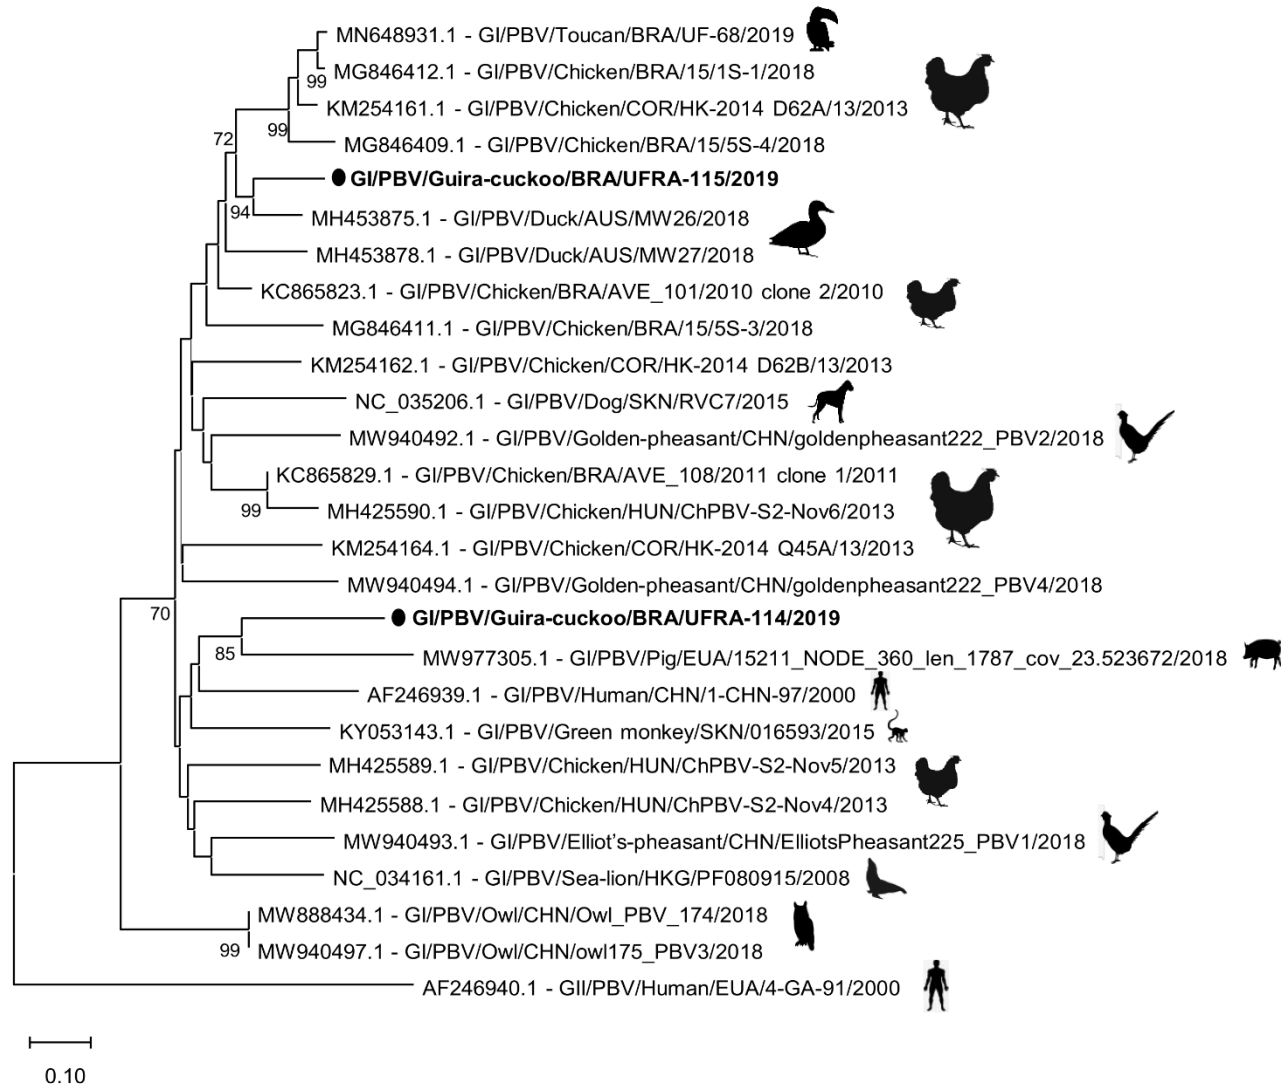 MN648931.1 - GI/PBV/Toucan/BRA/UF-68/2019
99
MG846412.1 - GI/PBV/Chicken/BRA/15/1S-1/2018
KM254161.1 - GI/PBV/Chicken/COR/HK-2014 D62A/13/2013
99
72
MG846409.1 - GI/PBV/Chicken/BRA/15/5S-4/2018
GI/PBV/Guira-cuckoo/BRA/UFRA-115/2019
94
MH453875.1 - GI/PBV/Duck/AUS/MW26/2018
MH453878.1 - GI/PBV/Duck/AUS/MW27/2018
KC865823.1 - GI/PBV/Chicken/BRA/AVE_101/2010 clone 2/2010
MG846411.1 - GI/PBV/Chicken/BRA/15/5S-3/2018
KM254162.1 - GI/PBV/Chicken/COR/HK-2014 D62B/13/2013
NC_035206.1 - GI/PBV/Dog/SKN/RVC7/2015
MW940492.1 - GI/PBV/Golden-pheasant/CHN/goldenpheasant222_PBV2/2018
KC865829.1 - GI/PBV/Chicken/BRA/AVE_108/2011 clone 1/2011
99
MH425590.1 - GI/PBV/Chicken/HUN/ChPBV-S2-Nov6/2013
KM254164.1 - GI/PBV/Chicken/COR/HK-2014 Q45A/13/2013
MW940494.1 - GI/PBV/Golden-pheasant/CHN/goldenpheasant222_PBV4/2018
70
GI/PBV/Guira-cuckoo/BRA/UFRA-114/2019
85
MW977305.1 - GI/PBV/Pig/EUA/15211_NODE_360_len_1787_cov_23.523672/2018
AF246939.1 - GI/PBV/Human/CHN/1-CHN-97/2000
KY053143.1 - GI/PBV/Green monkey/SKN/016593/2015
MH425589.1 - GI/PBV/Chicken/HUN/ChPBV-S2-Nov5/2013
MH425588.1 - GI/PBV/Chicken/HUN/ChPBV-S2-Nov4/2013
MW940493.1 - GI/PBV/Elliot's-pheasant/CHN/ElliotsPheasant225_PBV1/2018
NC_034161.1 - GI/PBV/Sea-lion/HKG/PF080915/2008
MW888434.1 - GI/PBV/Owl/CHN/Owl_PBV_174/2018
99
MW940497.1 - GI/PBV/Owl/CHN/owl175_PBV3/2018
AF246940.1 - GII/PBV/Human/EUA/4-GA-91/2000
0.10